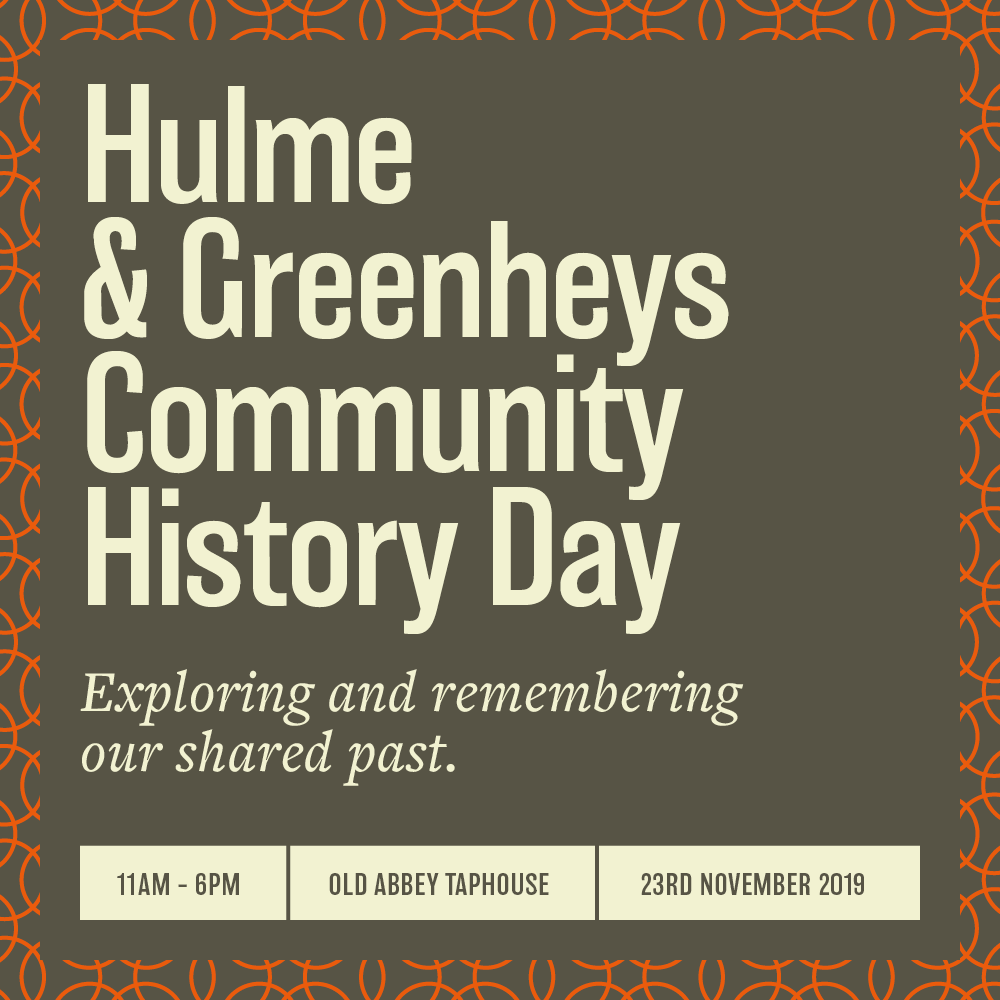 Hulme
& Greenheys
Community
History Day
Exploring and remembering
our shared past.
11AM - 6PM
OLD ABBEY TAPHOUSE
23RD NOVEMBER 2019